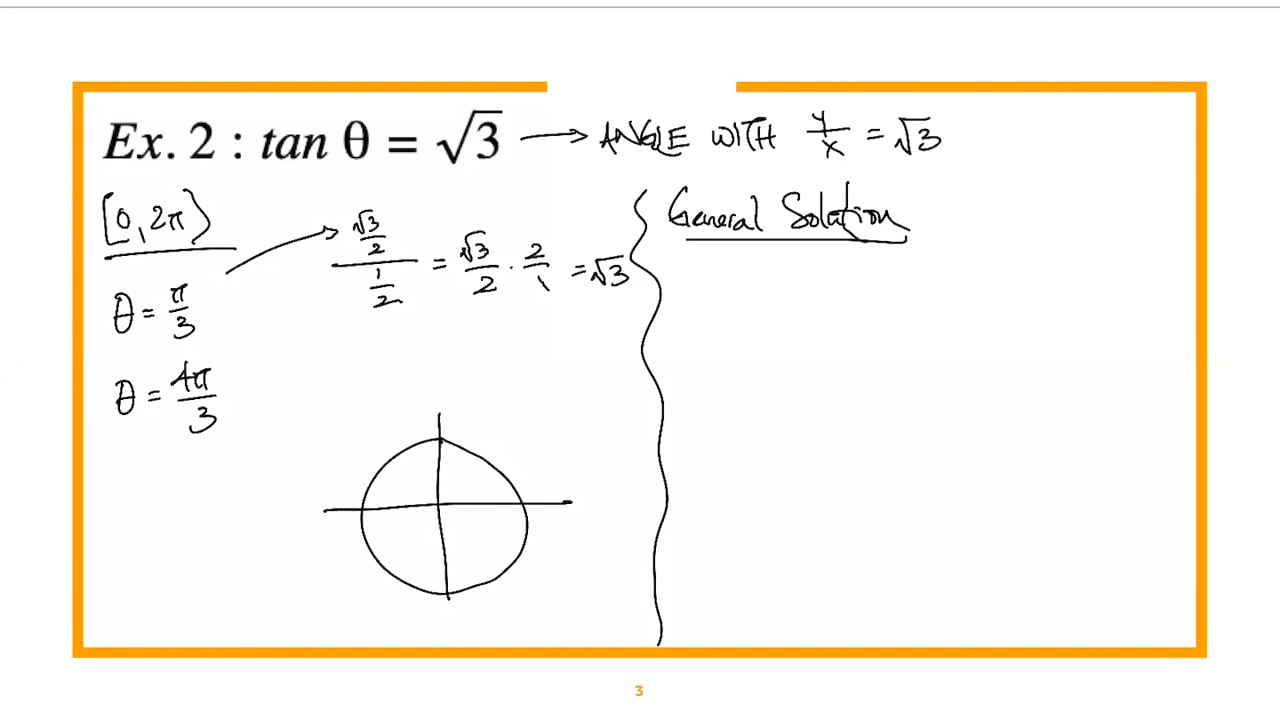 Ex. 2 : tan θ = √3 → ANGLE WITH y/x = √3
[0, 2π)
(√3/2)/(1/2) = √3/2 · 2/1 = √3
θ = π/3
θ = 4π/3
General Solution
3